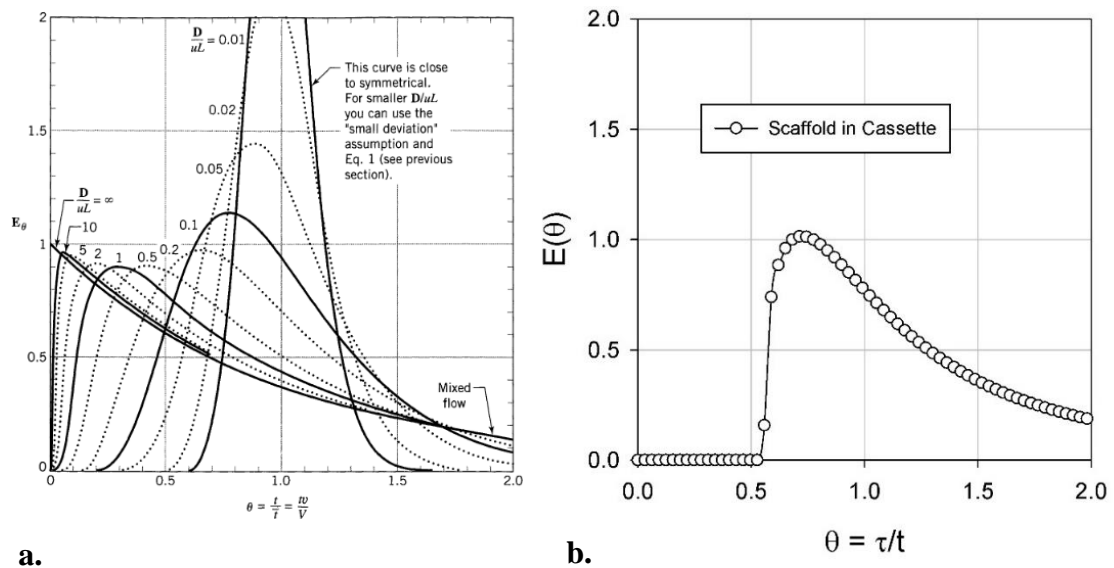 2
D/uL = 0.01
This curve is close
to symmetrical.
For smaller D/uL
you can use the
"small deviation"
assumption and
Eq. 1 (see previous
section).
0.02
1.5
0.05
D/uL = ∞
10
0.1
E_θ
1
5
2
1
0.5
0.2
0.5
Mixed
flow
0
0
0.5
1.0
1.5
2.0
θ = t/t̄ = tv/V
a.
2.0
1.5
Scaffold in Cassette
E(θ)
1.0
0.5
0.0
0.0
0.5
1.0
1.5
2.0
θ = τ/t
b.